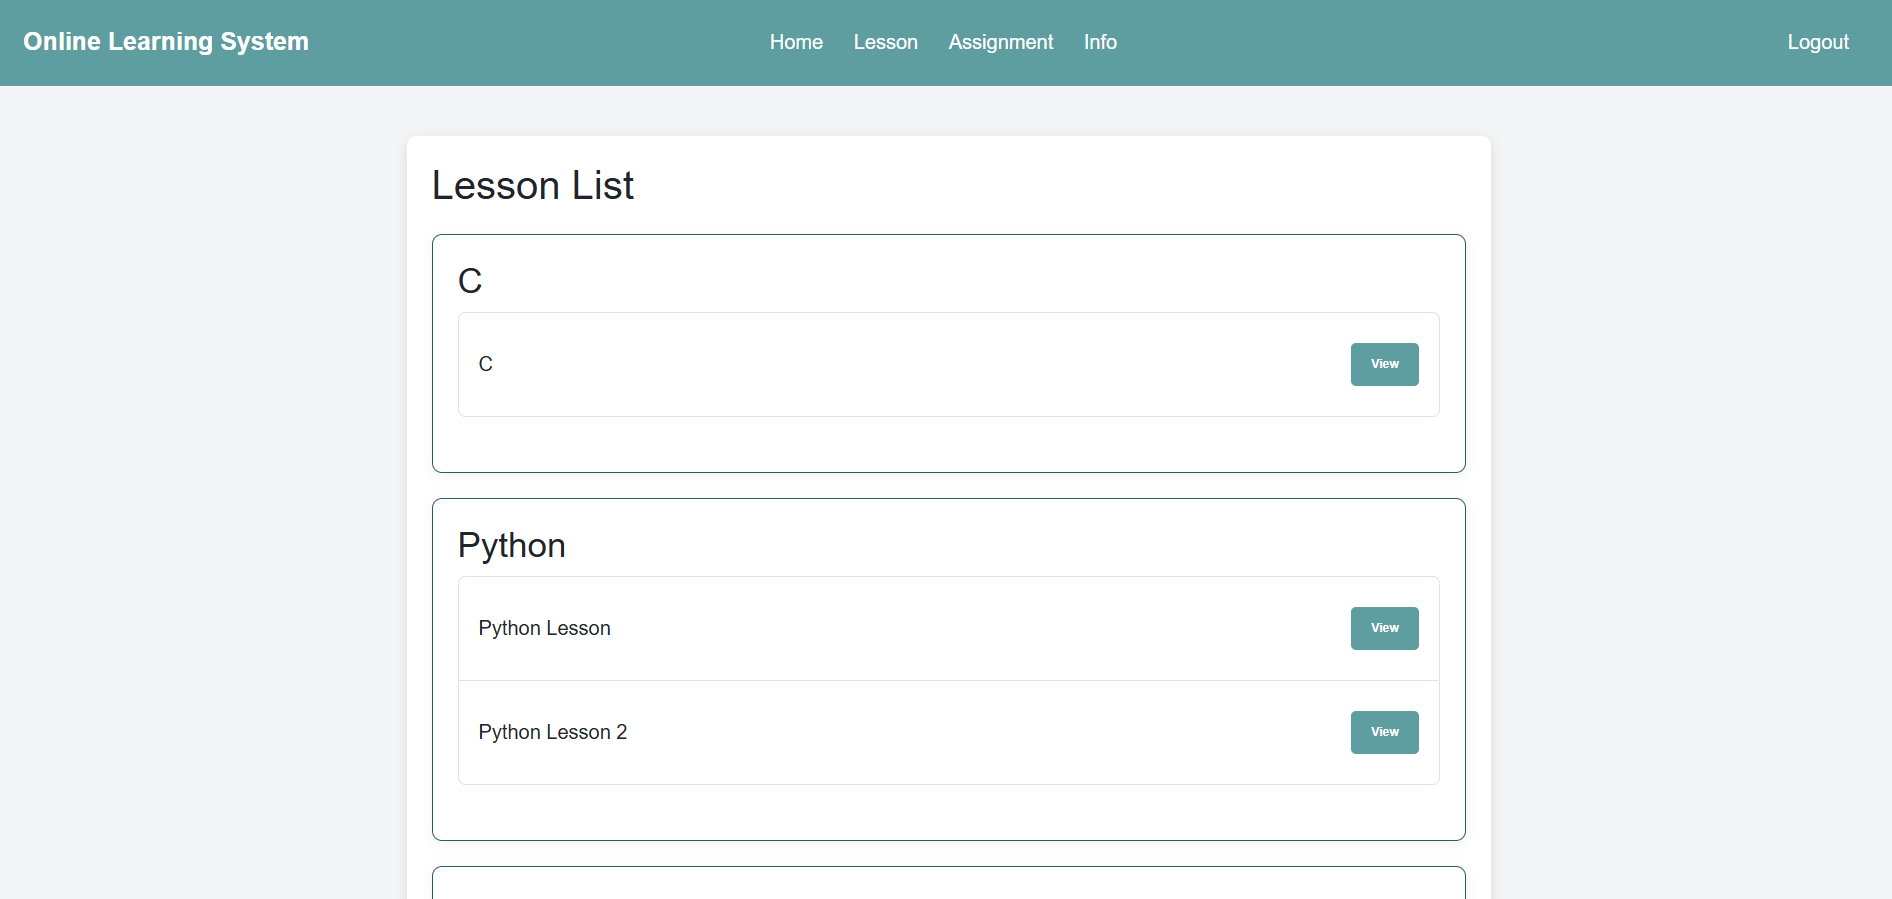 Online Learning System Home Lesson Assignment Info Logout
Lesson List
C
C View
Python
Python Lesson View
Python Lesson 2 View